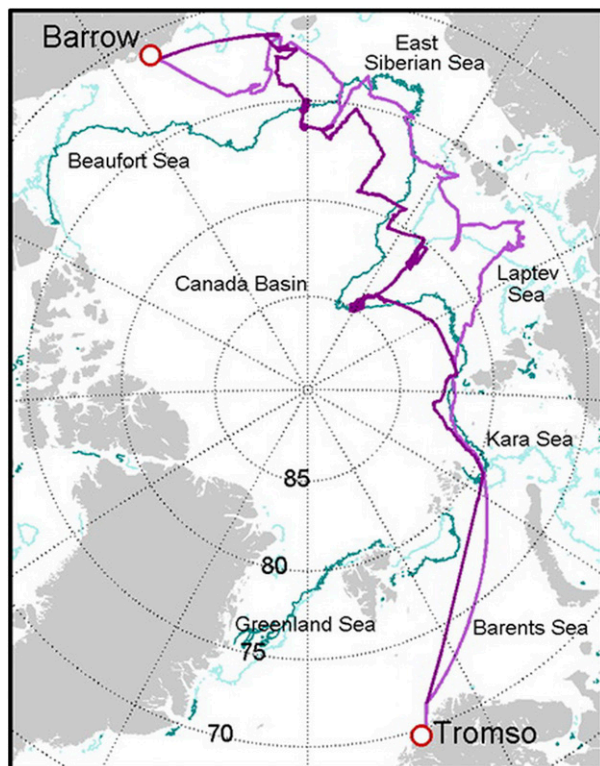 Barrow
East
Siberian Sea
Beaufort Sea
Canada Basin
Laptev
Sea
Kara Sea
85
80
Greenland Sea
Barents Sea
75
70
Tromso